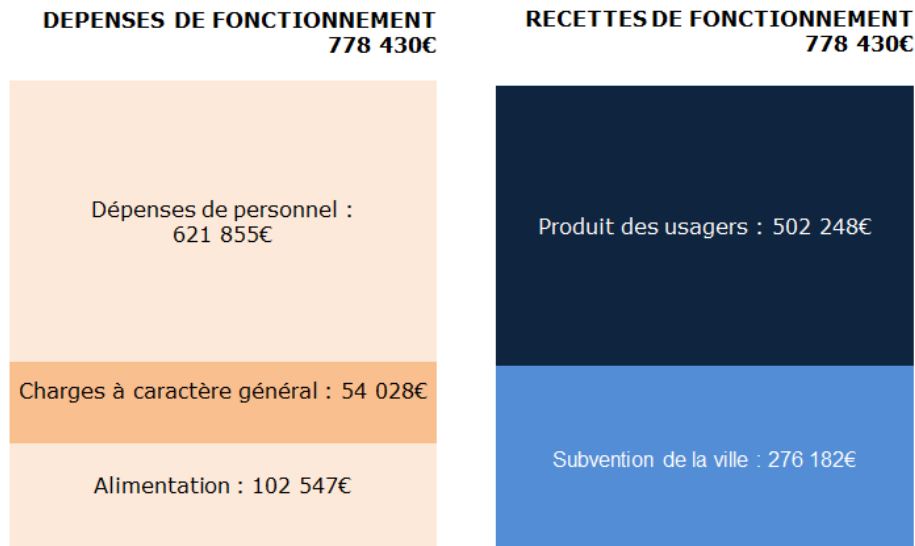 DEPENSES DE FONCTIONNEMENT
778 430€
Dépenses de personnel :
621 855€
Charges à caractère général : 54 028€
Alimentation : 102 547€
RECETTES DE FONCTIONNEMENT
778 430€
Produit des usagers : 502 248€
Subvention de la ville : 276 182€